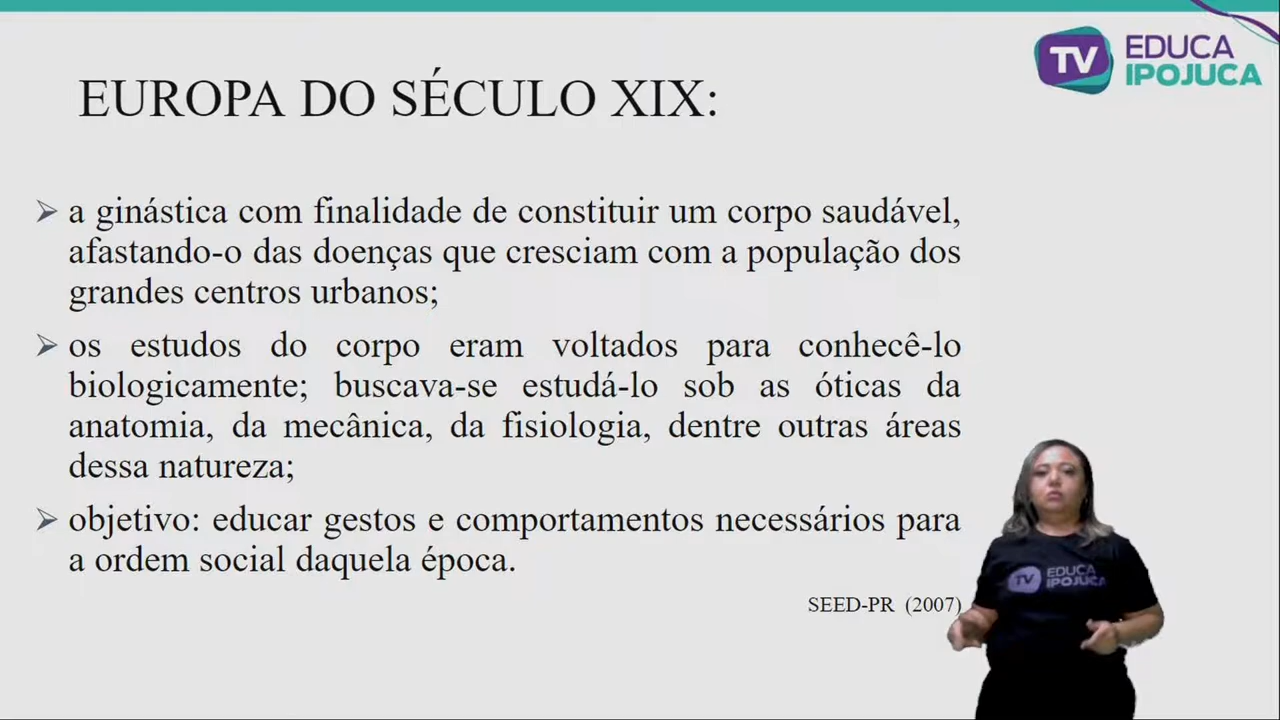 TV EDUCA
IPOJUCA
EUROPA DO SÉCULO XIX:
a ginástica com finalidade de constituir um corpo saudável,
afastando-o das doenças que cresciam com a população dos
grandes centros urbanos;
os estudos do corpo eram voltados para conhecê-lo
biologicamente; buscava-se estudá-lo sob as óticas da
anatomia, da mecânica, da fisiologia, dentre outras áreas
dessa natureza;
objetivo: educar gestos e comportamentos necessários para
a ordem social daquela época.
SEED-PR (2007)
TV EDUCA
IPOJUCA